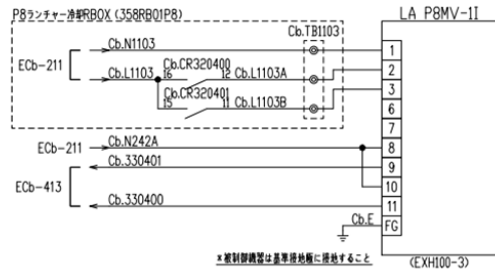 P8ランチャー冷却RBOX (358RB01P8)
LA P8MV-1I
Cb.TB1103
Cb.N1103
1
ECb-211
Cb.CR320400
2
Cb.L1103
16
12
Cb.L1103A
3
Cb.CR320401
15
11
Cb.L1103B
6
7
ECb-211
Cb.N242A
8
Cb.330401
9
ECb-413
10
Cb.330400
11
Cb.E
FG
*被制御機器は基準接地極に接地すること
(EXH100-3)